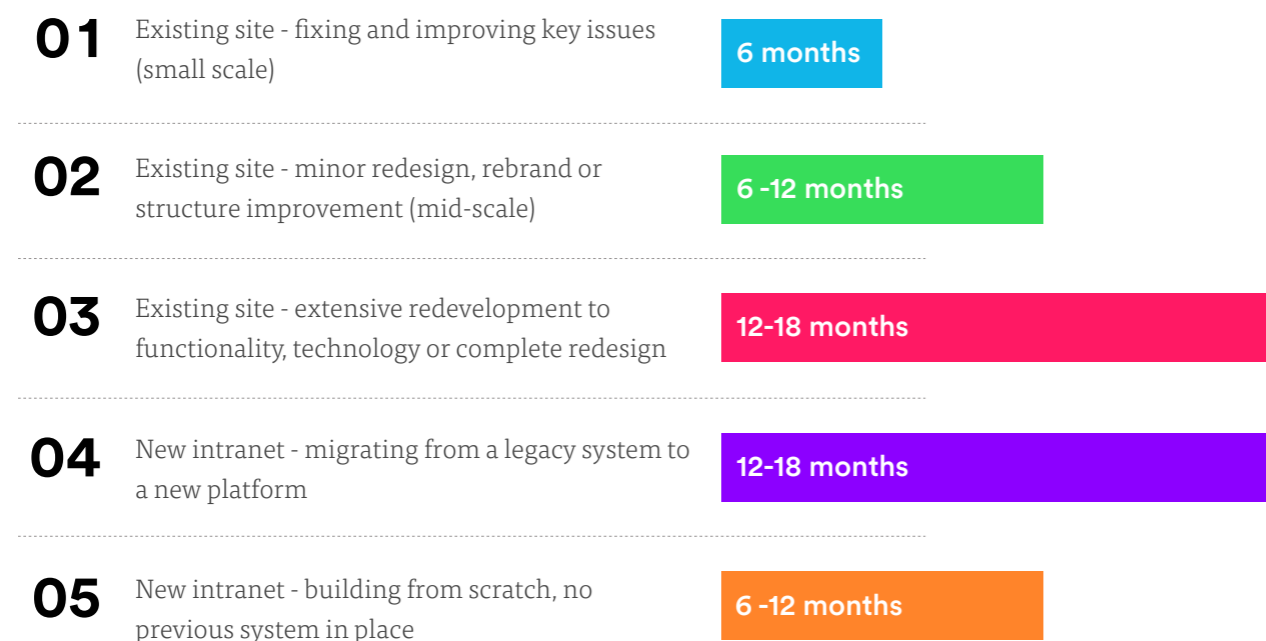 01
Existing site - fixing and improving key issues
(small scale)
6 months
02
Existing site - minor redesign, rebrand or
structure improvement (mid-scale)
6 -12 months
03
Existing site - extensive redevelopment to
functionality, technology or complete redesign
12-18 months
04
New intranet - migrating from a legacy system to
a new platform
12-18 months
05
New intranet - building from scratch, no
previous system in place
6 -12 months